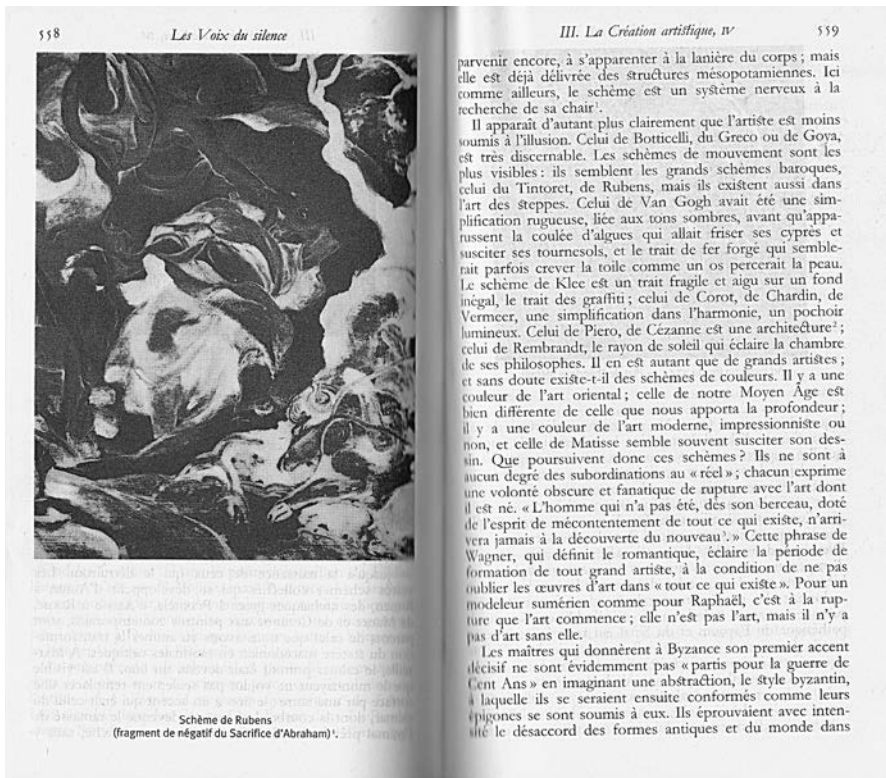 558
Les Voix du silence
Schème de Rubens
(fragment de négatif du Sacrifice d'Abraham)¹.
III. La Création artistique, IV
559
parvenir encore, à s'apparenter à la lanière du corps ; mais
elle est déjà délivrée des structures mésopotamiennes. Ici
comme ailleurs, le schème est un système nerveux à la
recherche de sa chair¹.
Il apparaît d'autant plus clairement que l'artiste est moins
soumis à l'illusion. Celui de Botticelli, du Greco ou de Goya,
est très discernable. Les schèmes de mouvement sont les
plus visibles : ils semblent les grands schèmes baroques,
celui du Tintoret, de Rubens, mais ils existent aussi dans
l'art des steppes. Celui de Van Gogh avait été une sim-
plification rugueuse, liée aux tons sombres, avant qu'appa-
russent la coulée d'algues qui allait friser ses cyprès et
susciter ses tournesols, et le trait de fer forgé qui semble-
rait parfois crever la toile comme un os percerait la peau.
Le schème de Klee est un trait fragile et aigu sur un fond
inégal, le trait des graffiti ; celui de Corot, de Chardin, de
Vermeer, une simplification dans l'harmonie, un pochoir
lumineux. Celui de Piero, de Cézanne est une architecture² ;
celui de Rembrandt, le rayon de soleil qui éclaire la chambre
de ses philosophes. Il en est autant que de grands artistes ;
et sans doute existe-t-il des schèmes de couleurs. Il y a une
couleur de l'art oriental ; celle de notre Moyen Âge est
bien différente de celle que nous apporta la profondeur ;
il y a une couleur de l'art moderne, impressionniste ou
non, et celle de Matisse semble souvent susciter son des-
sin. Que poursuivent donc ces schèmes ? Ils ne sont à
aucun degré des subordinations au « réel » ; chacun exprime
une volonté obscure et fanatique de rupture avec l'art dont
il est né. « L'homme qui n'a pas été, dès son berceau, doté
de l'esprit de mécontentement de tout ce qui existe, n'arri-
vera jamais à la découverte du nouveau³. » Cette phrase de
Wagner, qui définit le romantique, éclaire la période de
formation de tout grand artiste, à la condition de ne pas
oublier les œuvres d'art dans « tout ce qui existe ». Pour un
modeleur sumérien comme pour Raphaël, c'est à la rup-
ture que l'art commence ; elle n'est pas l'art, mais il n'y a
pas d'art sans elle.
Les maîtres qui donnèrent à Byzance son premier accent
décisif ne sont évidemment pas « partis pour la guerre de
Cent Ans » en imaginant une abstraction, le style byzantin,
à laquelle ils se seraient ensuite conformés comme leurs
épigones se sont soumis à eux. Ils éprouvaient avec inten-
sité le désaccord des formes antiques et du monde dans